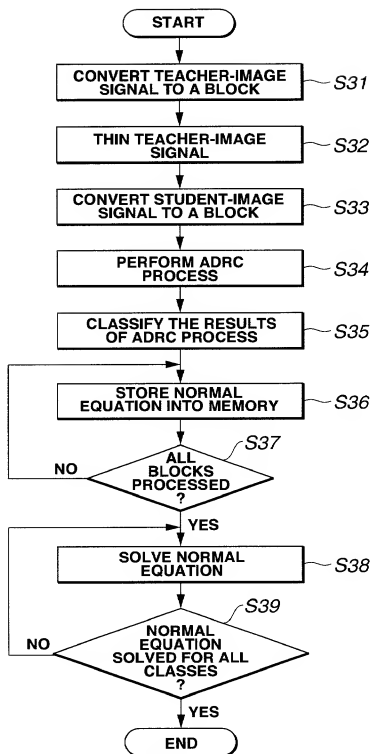 START
CONVERT TEACHER-IMAGE
SIGNAL TO A BLOCK
S31
THIN TEACHER-IMAGE
SIGNAL
S32
CONVERT STUDENT-IMAGE
SIGNAL TO A BLOCK
S33
PERFORM ADRC
PROCESS
S34
CLASSIFY THE RESULTS
OF ADRC PROCESS
S35
STORE NORMAL
EQUATION INTO MEMORY
S36
S37
ALL
BLOCKS
PROCESSED
?
NO
YES
SOLVE NORMAL
EQUATION
S38
S39
NORMAL
EQUATION
SOLVED FOR ALL
CLASSES
?
NO
YES
END